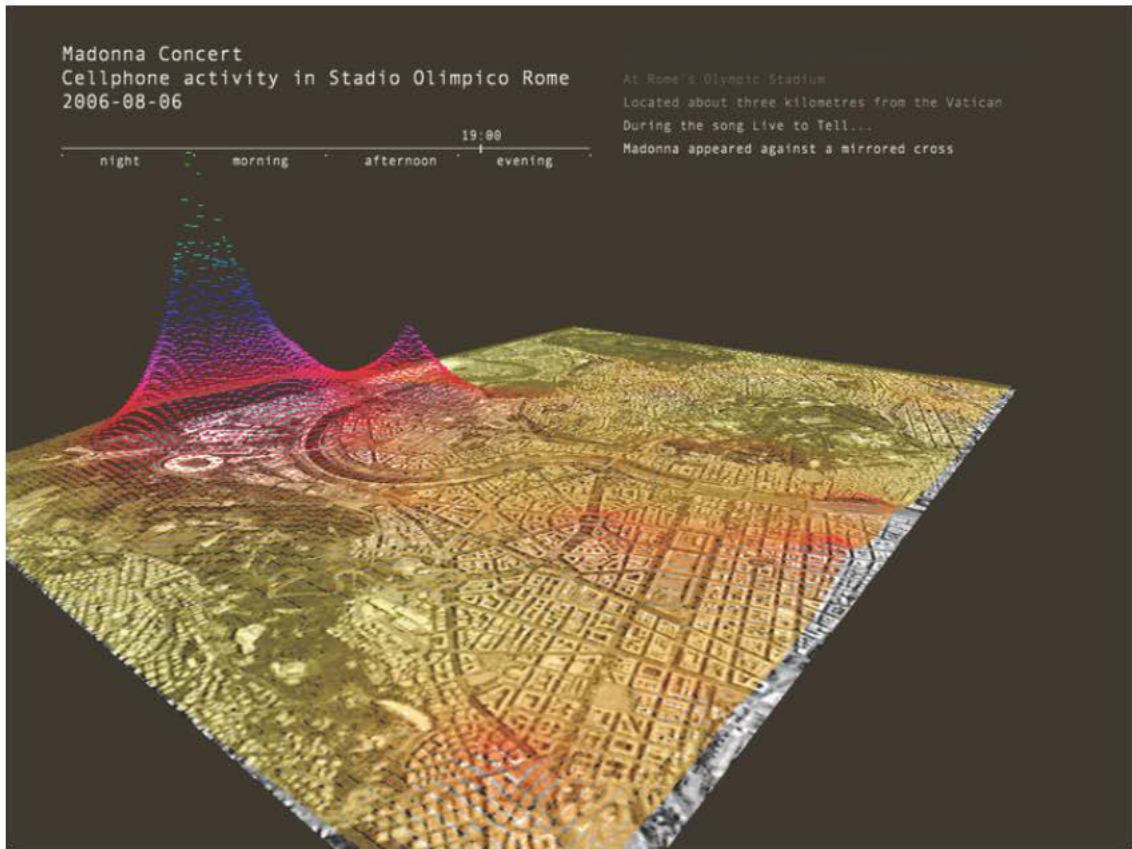 Madonna Concert
Cellphone activity in Stadio Olimpico Rome
2006-08-06
19:00
night morning afternoon evening
At Rome's Olympic Stadium
Located about three kilometres from the Vatican
During the song Live to Tell...
Madonna appeared against a mirrored cross